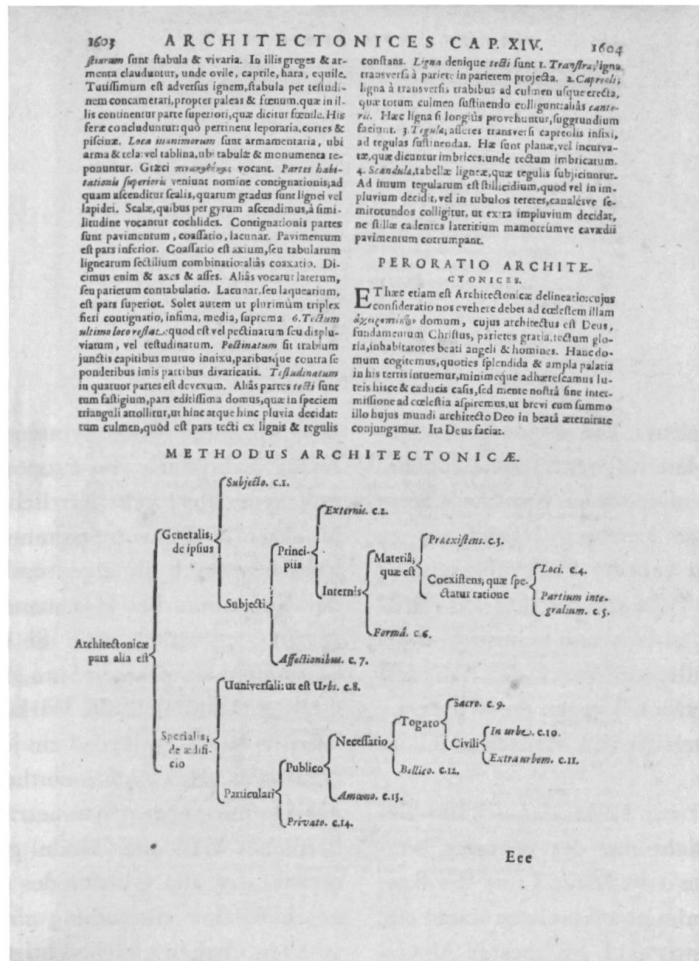 1603 ARCHITECTONICES CAP. XIV. 1604
sunt stabula & vivaria. In illis greges & ar-
menta clauduntur, unde ovile, caprile, hara, equile.
Tutissimum est adversus ignem, stabula per testudi-
nem concamerari, propter paleas & fœnum, quæ in il-
lis continentur parte superiori, quæ dicitur fœnile. His
feræ concluduntur: quò pertinent leporaria, cortes &
piscinæ. Loca inanimorum sunt armamentaria, ubi
arma & tela: vel tablina, ubi tabulæ & monumenta re-
ponuntur. Græci vocant. Partes habi-
tationis superioris veniunt nomine contignationis, ad
quam ascenditur scalis, quarum gradus sunt lignei vel
lapidei. Scalæ, quibus per gyrum ascendimus, à simi-
litudine vocantur cochlides. Contignationis partes
sunt pavimentum, coassatio, lacunar. Pavimentum
est pars inferior. Coassatio est axium, seu tabularum
lignearum sectilium combinatio: aliàs coaxatio. Di-
cimus enim & axes & asses. Aliàs vocatur laterum,
seu parietum contabulatio. Lacunar, seu laquearium,
est pars superior. Solet autem ut plurimùm triplex
fieri contignatio, infima, media, suprema. 6. Tectum
ultimo loco restat: quod est vel pectinatum seu displu-
viatum, vel testudinatum. Pectinatum fit trabium
junctis capitibus mutuo innixu, paribusque contra se
ponderibus imis partibus divaricatis. Testudinatum
in quatuor partes est devexum. Aliàs partes tecti sunt
tum fastigium, pars editissima domus, quæ in speciem
trianguli attollitur, ut hinc atque hinc pluvia decidat:
tum culmen, quòd est pars tecti ex lignis & tegulis
constans. Ligna denique tecti sunt 1. Transtra, ligna
transversa à pariete in parietem projecta. 2. Capreoli,
ligna à transversis trabibus ad culmen usque erecta,
quæ totum culmen sustinendo colligunt: aliàs cante-
rii. Hæc ligna si longiùs provehuntur, suggrundium
faciunt. 3. Tegula, asseres transversi capreolis infixi,
ad tegulas sustinendas. Hæ sunt planæ, vel incurva-
tæ, quæ dicuntur imbrices, unde tectum imbricatum.
4. Scandula, tabellæ ligneæ, quæ tegulis subjiciuntur.
Ad imum tegularum est stillicidium, quod vel in im-
pluvium decidit, vel in tubulos teretes, canalésve se-
mirotundos colligitur, ut extra impluvium decidat,
ne stillæ cadentes lateritium mamoreumve cavædii
pavimentum corrumpant.
PERORATIO ARCHITE-
CTONICES.
ET hæc etiam est Architectonicæ delineatio: cujus
consideratio nos evehere debet ad cœlestem illam
domum, cujus architectus est Deus,
fundamentum Christus, parietes gratia, tectum glo-
ria, inhabitatores beati angeli & homines. Hanc do-
mum cogitemus, quoties splendida & ampla palatia
in his terris intuemur, minimeque adhærescamus lu-
teis hisce & caducis casis, sed mente nostrâ sine inter-
missione ad cœlestia aspiremus, ut brevi cum summo
illo hujus mundi architecto Deo in beatâ æternitate
conjungamur. Ita Deus faciat.
METHODUS ARCHITECTONICÆ.
Architectonicæ
pars alia est
Generalis;
de ipsius
Subjecto. c. 1.
Subjecti
Princi-
piis
Externis. c. 2.
Internis
Materiâ;
quæ est
Præexistens. c. 3.
Coexistens; quæ spe-
ctatur ratione
Loci. c. 4.
Partium inte-
gralium. c. 5.
Formâ. c. 6.
Affectionibus. c. 7.
Specialis;
de ædifi-
cio
Uuniversali: ut est Urbs. c. 8.
Particulari
Publico
Necessario
Togato
Sacro. c. 9.
Civili
In urbe. c. 10.
Extra urbem. c. 11.
Bellico. c. 12.
Amœno. c. 13.
Privato. c. 14.
Eee